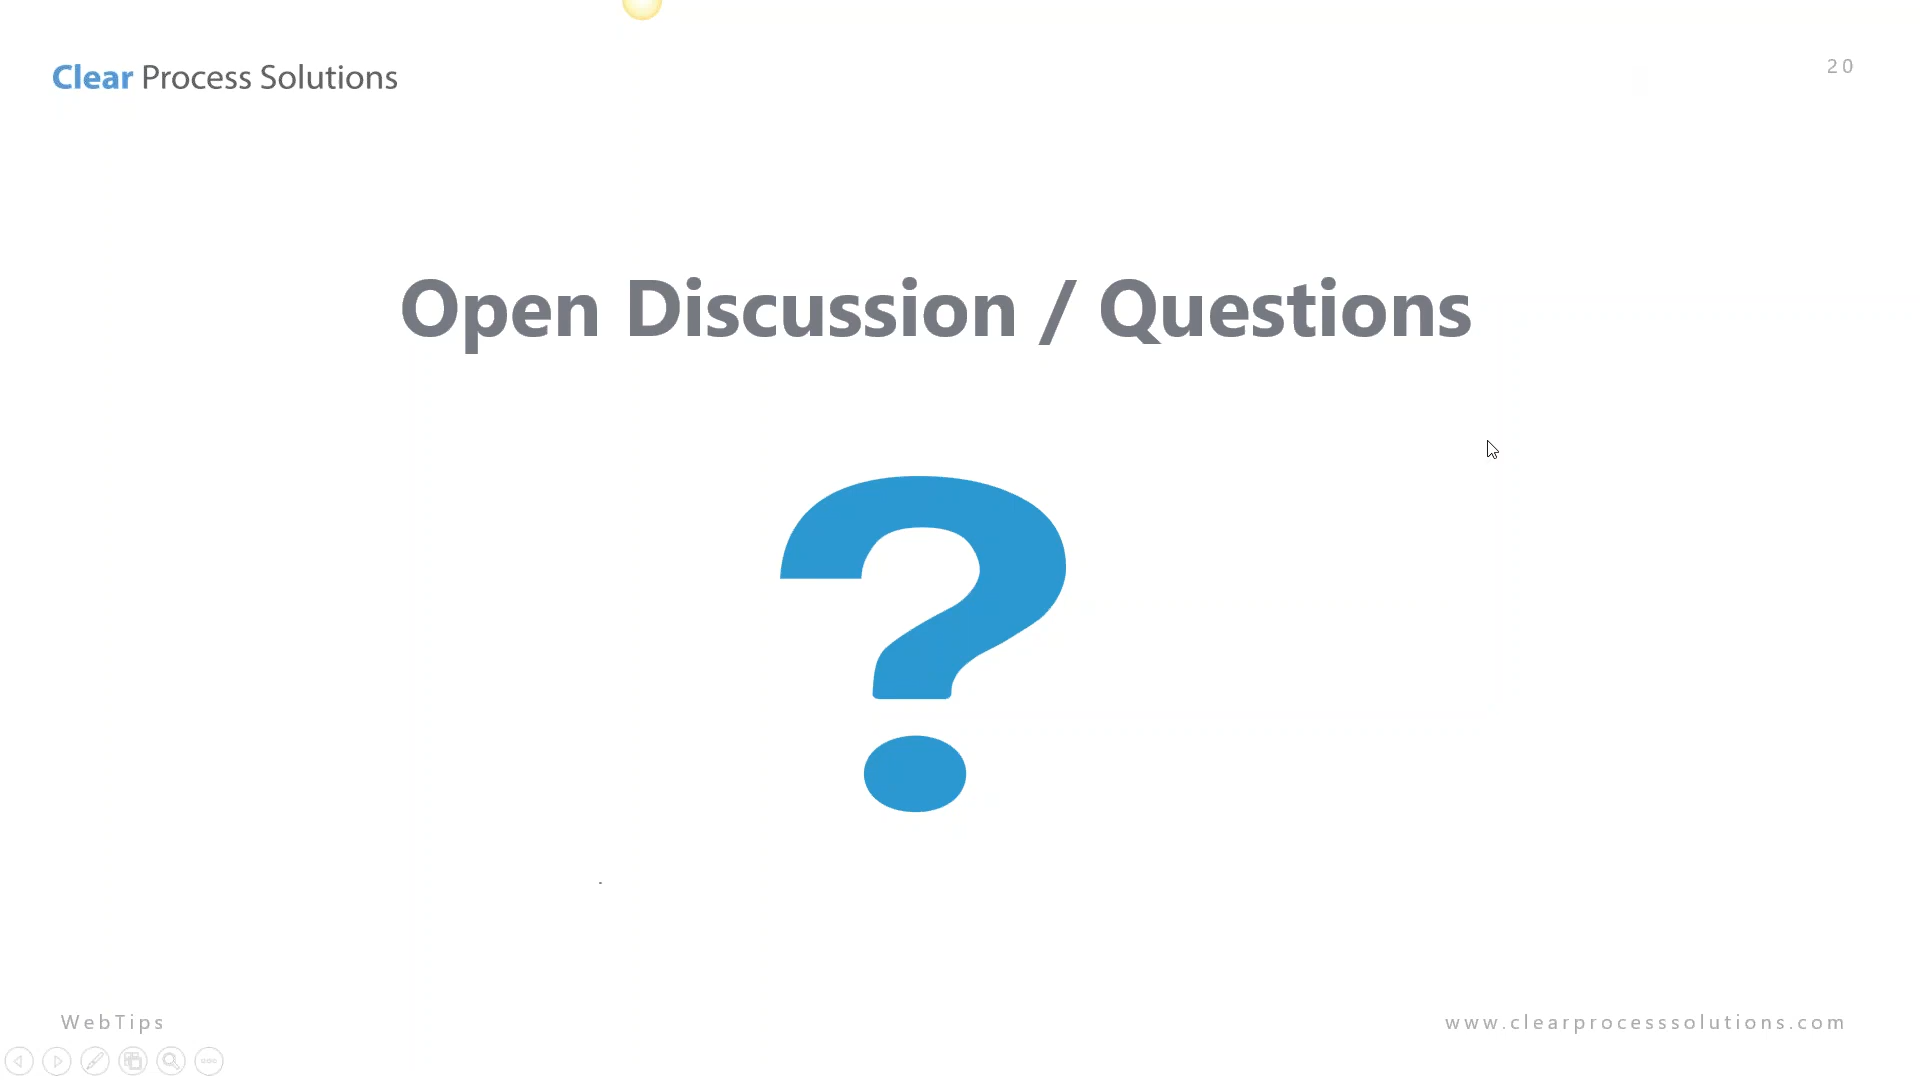 Clear Process Solutions
20
Open Discussion / Questions
?
WebTips
www.clearprocesssolutions.com